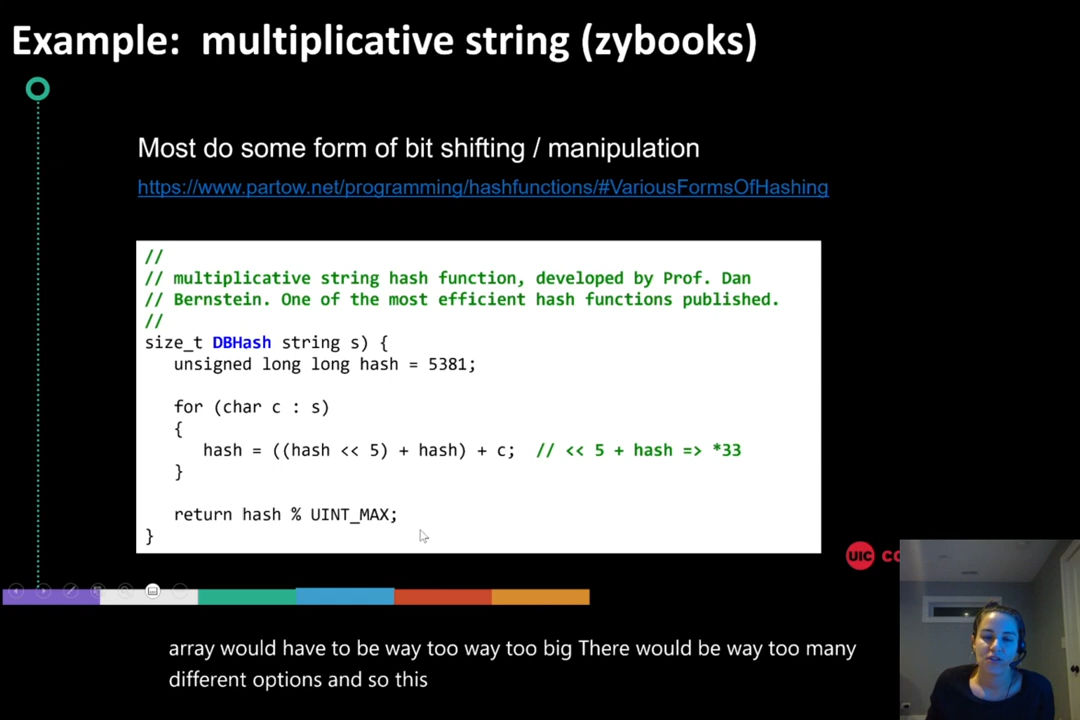 Example: multiplicative string (zybooks)
Most do some form of bit shifting / manipulation
https://www.partow.net/programming/hashfunctions/#VariousFormsOfHashing
//
// multiplicative string hash function, developed by Prof. Dan
// Bernstein. One of the most efficient hash functions published.
//
size_t DBHash string s) {
unsigned long long hash = 5381;
for (char c : s)
{
hash = ((hash << 5) + hash) + c; // << 5 + hash => *33
}
return hash % UINT_MAX;
}
UIC
array would have to be way too way too big There would be way too many
different options and so this